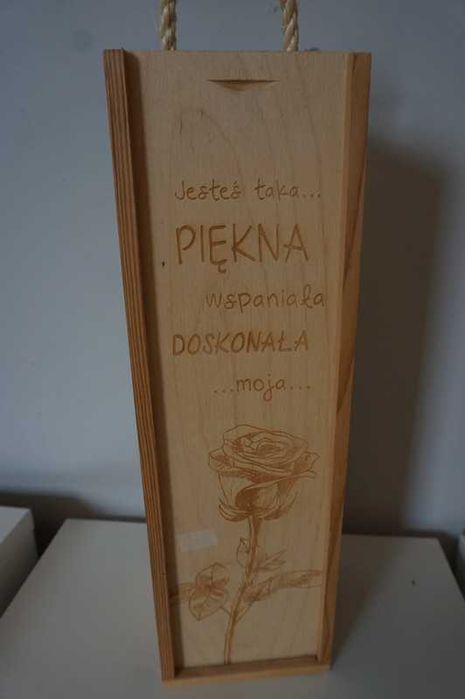 Jesteś taka...
PIĘKNA
wspaniała
DOSKONAŁA
...moja...